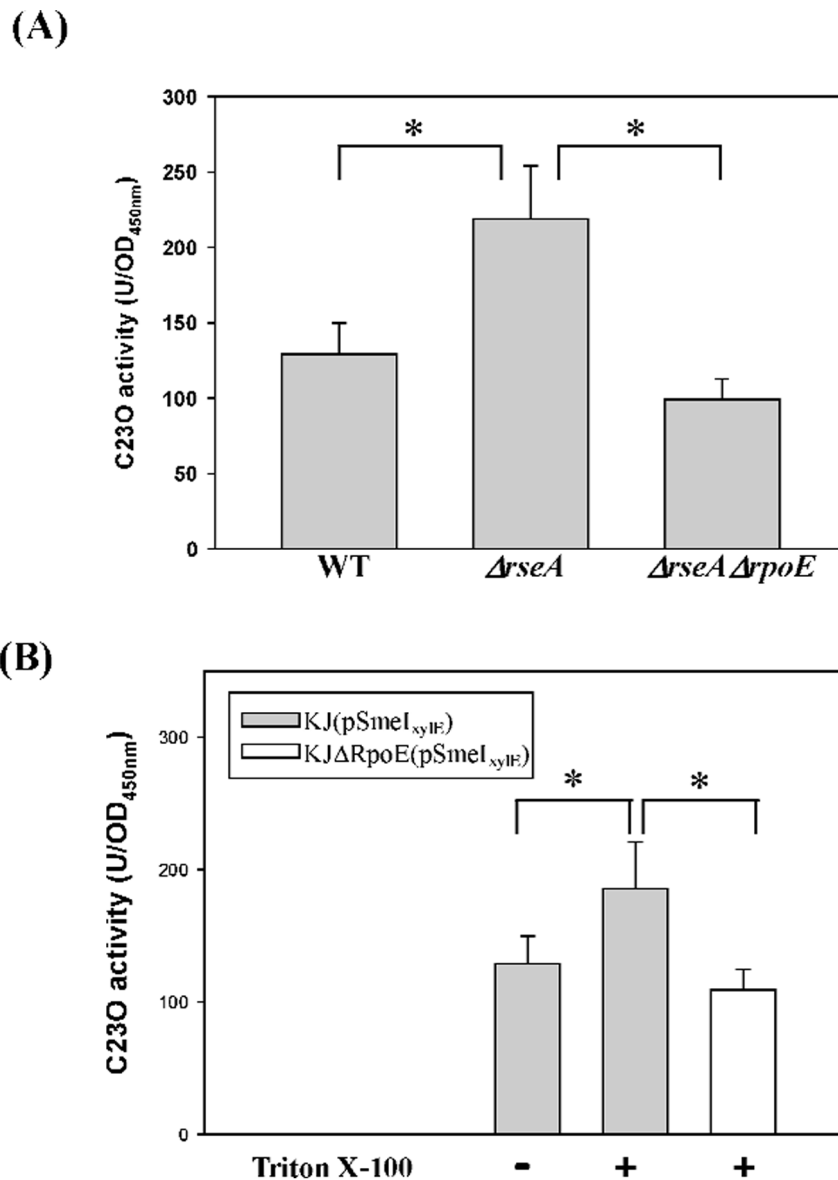 (A)
300
250
200
150
100
50
0
C23O activity (U/OD450nm)
* *
WT ΔrseA ΔrseAΔrpoE
(B)
KJ(pSmeIxylE)
KJΔRpoE(pSmeIxylE)
300
200
100
0
C23O activity (U/OD450nm)
* *
Triton X-100 - + +